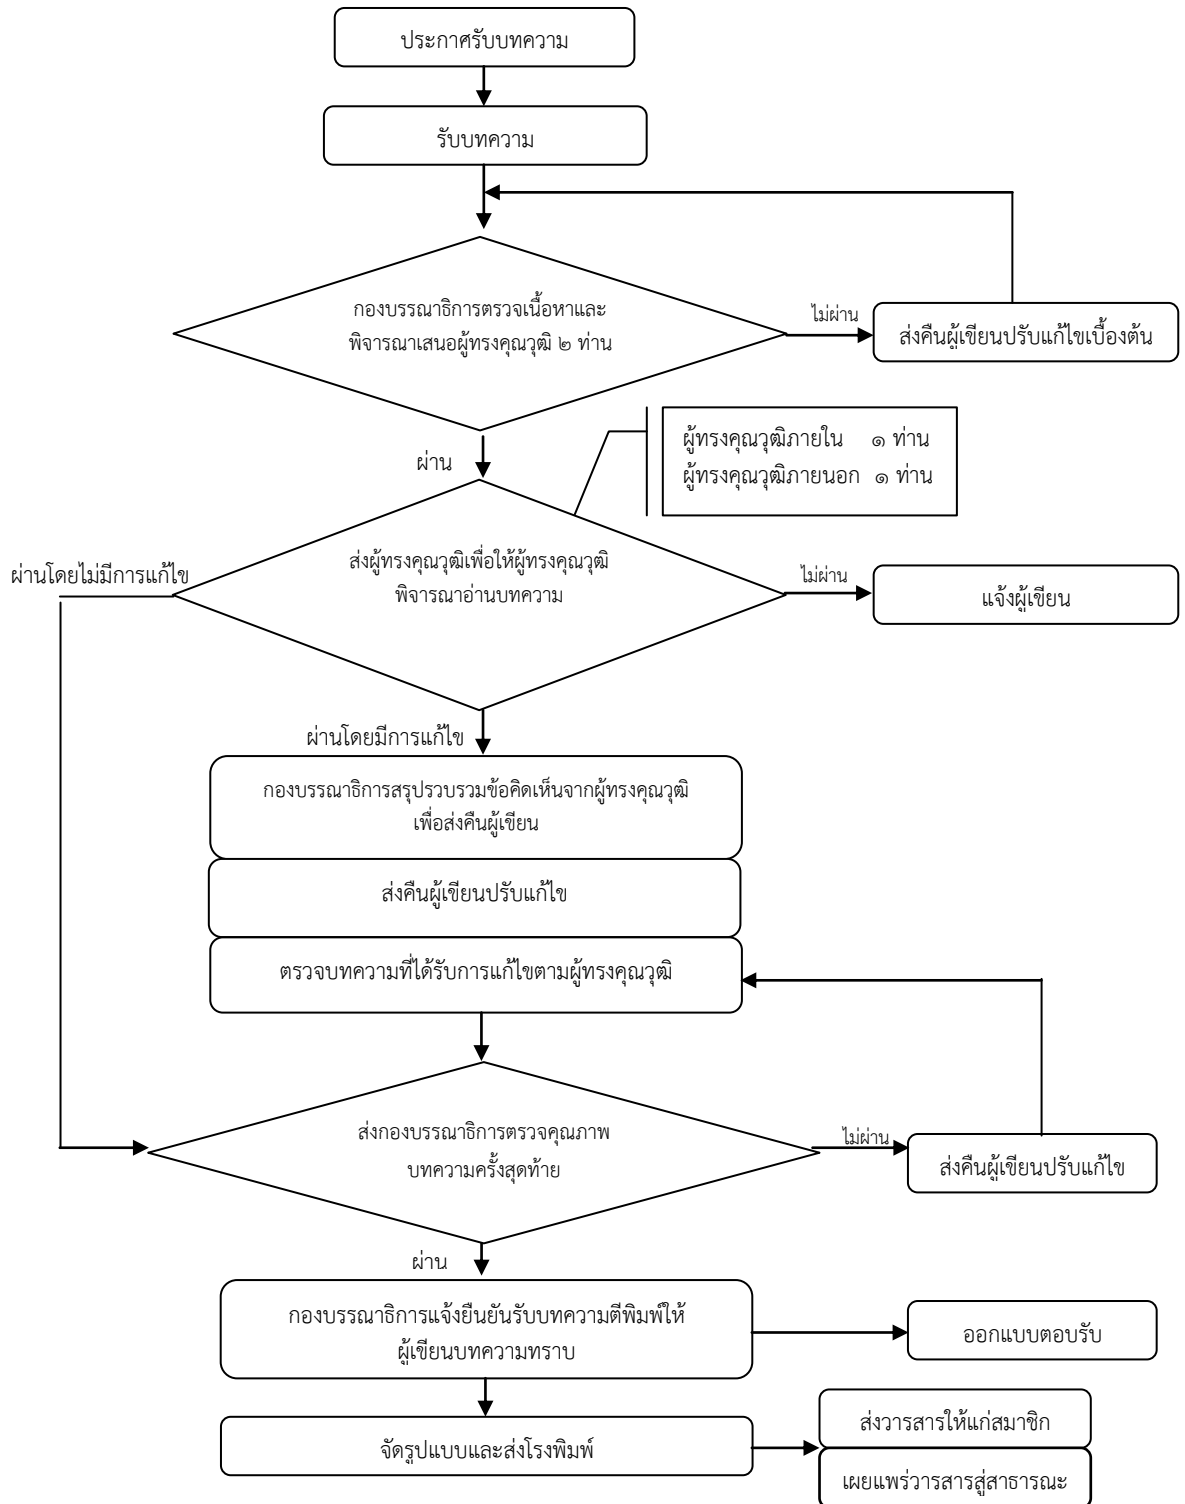 ประกาศรับบทความ
รับบทความ
กองบรรณาธิการตรวจเนื้อหาและ
พิจารณาเสนอผู้ทรงคุณวุฒิ ๒ ท่าน
ไม่ผ่าน
ส่งคืนผู้เขียนปรับแก้ไขเบื้องต้น
ผ่าน
ผู้ทรงคุณวุฒิภายใน ๑ ท่าน
ผู้ทรงคุณวุฒิภายนอก ๑ ท่าน
ส่งผู้ทรงคุณวุฒิเพื่อให้ผู้ทรงคุณวุฒิ
พิจารณาอ่านบทความ
ผ่านโดยไม่มีการแก้ไข
ไม่ผ่าน
แจ้งผู้เขียน
ผ่านโดยมีการแก้ไข
กองบรรณาธิการสรุปรวบรวมข้อคิดเห็นจากผู้ทรงคุณวุฒิ
เพื่อส่งคืนผู้เขียน
ส่งคืนผู้เขียนปรับแก้ไข
ตรวจบทความที่ได้รับการแก้ไขตามผู้ทรงคุณวุฒิ
ส่งกองบรรณาธิการตรวจคุณภาพ
บทความครั้งสุดท้าย
ไม่ผ่าน
ส่งคืนผู้เขียนปรับแก้ไข
ผ่าน
กองบรรณาธิการแจ้งยืนยันรับบทความตีพิมพ์ให้
ผู้เขียนบทความทราบ
ออกแบบตอบรับ
จัดรูปแบบและส่งโรงพิมพ์
ส่งวารสารให้แก่สมาชิก
เผยแพร่วารสารสู่สาธารณะ